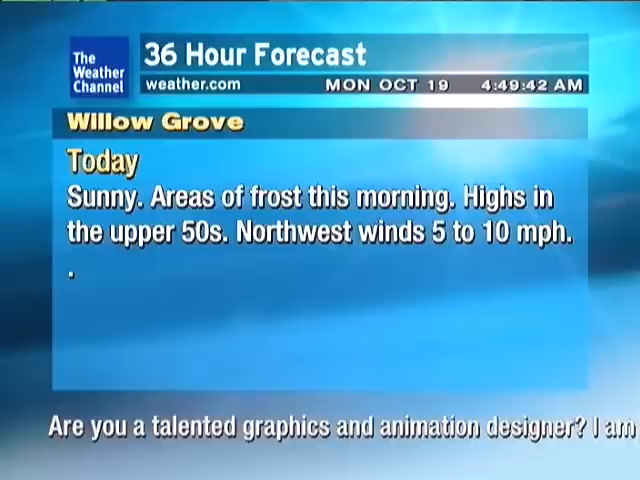 The
Weather
Channel
36 Hour Forecast
weather.com MON OCT 19 4:49:42 AM
Willow Grove
Today
Sunny. Areas of frost this morning. Highs in
the upper 50s. Northwest winds 5 to 10 mph.
.
Are you a talented graphics and animation designer? I am